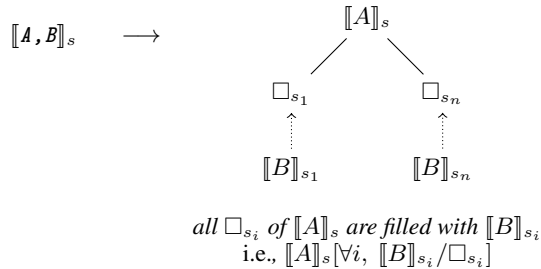 ⟦A⟧ₛ
⟦A,B⟧ₛ ⟶
□ₛ₁ □ₛₙ
⟦B⟧ₛ₁ ⟦B⟧ₛₙ
all □ₛᵢ of ⟦A⟧ₛ are filled with ⟦B⟧ₛᵢ
i.e., ⟦A⟧ₛ[∀i, ⟦B⟧ₛᵢ/□ₛᵢ]